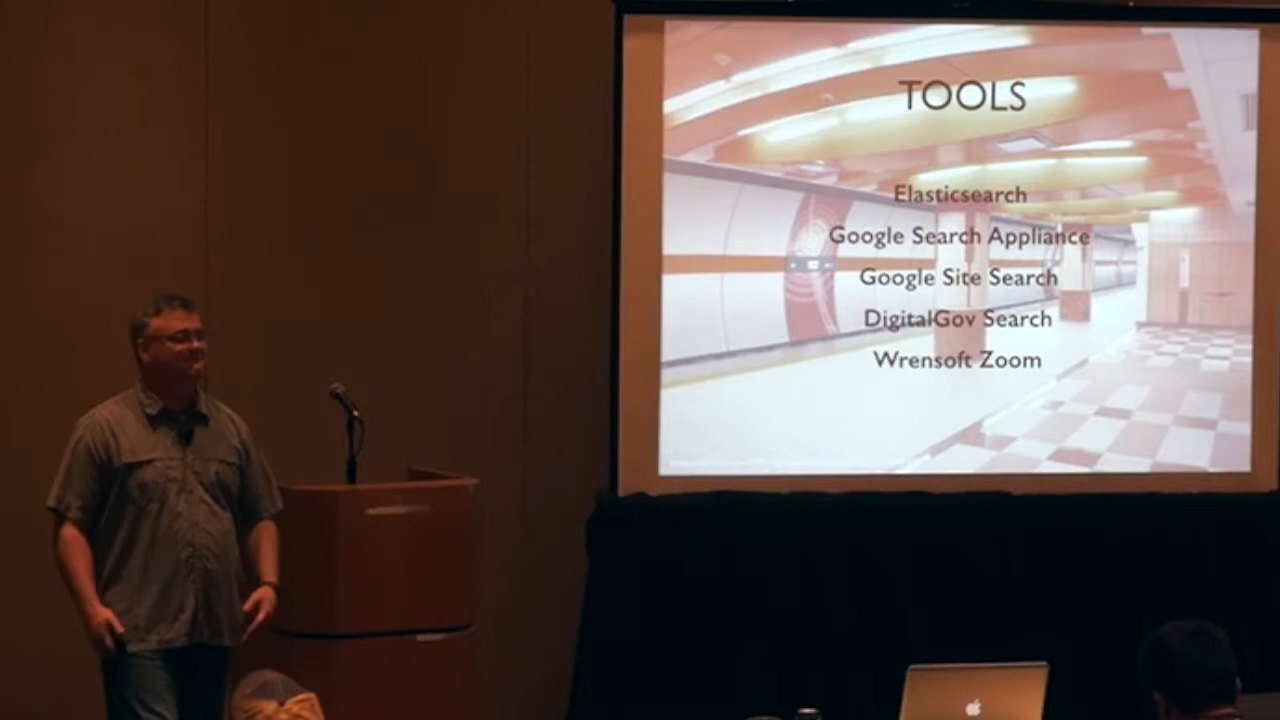 TOOLS
Elasticsearch
Google Search Appliance
Google Site Search
DigitalGov Search
Wrensoft Zoom